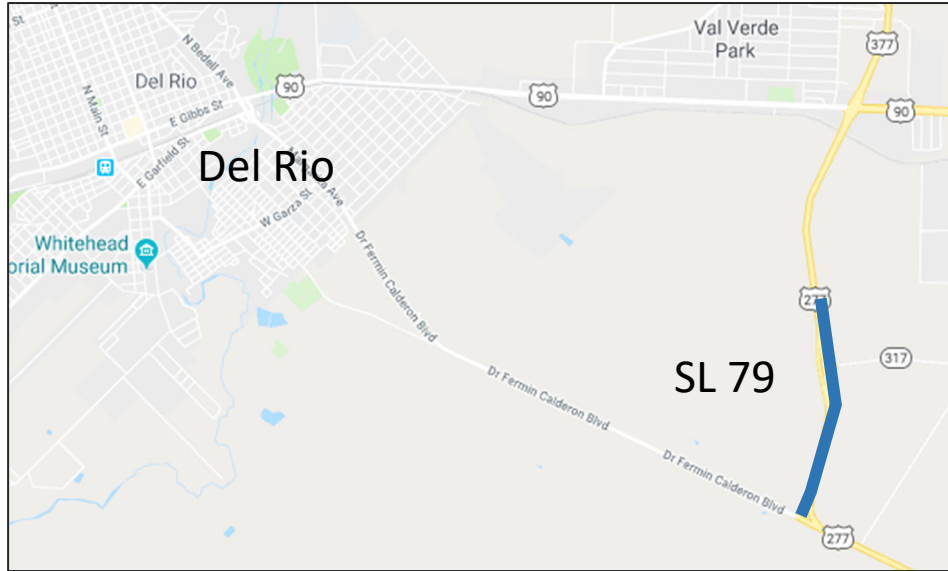 St
N Bedell Ave
Val Verde
Park
377
Del Rio
90
90
90
N Main St
E Gibbs St
E Garfield St
Del Rio
Ave
W Garza St
Whitehead
orial Museum
Dr Fermin Calderon Blvd
277
SL 79
317
Dr Fermin Calderon Blvd
Dr Fermin Calderon Blvd
277